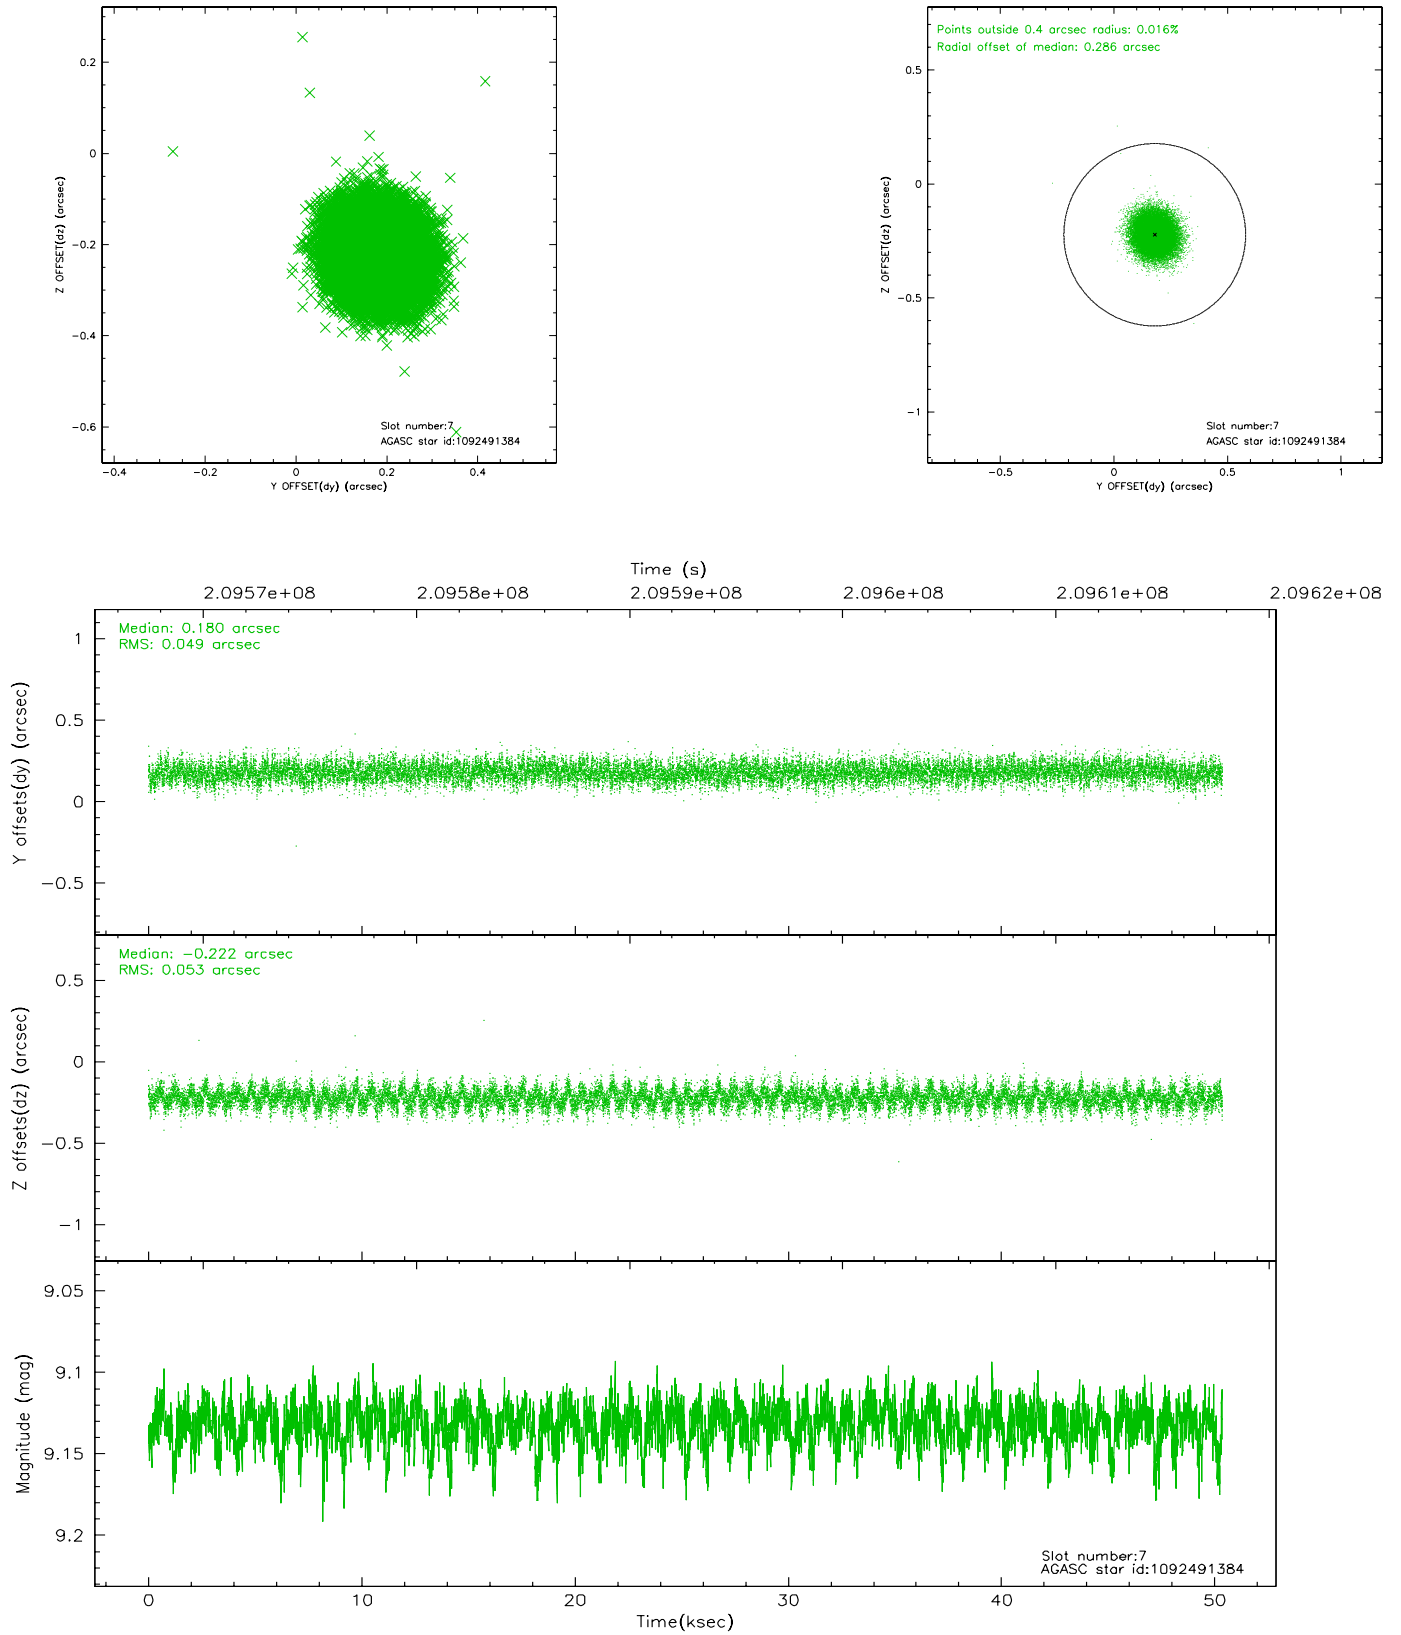 0.2
0
−0.2
−0.4
−0.6
−0.4
−0.2
0
0.2
0.4
Z OFFSET(dz) (arcsec)
Y OFFSET(dy) (arcsec)
Slot number:7
AGASC star id:1092491384
Points outside 0.4 arcsec radius: 0.016%
Radial offset of median: 0.286 arcsec
0.5
0
−0.5
−1
−0.5
0
0.5
1
Z OFFSET(dz) (arcsec)
Y OFFSET(dy) (arcsec)
Slot number:7
AGASC star id:1092491384
Time (s)
2.0957e+08
2.0958e+08
2.0959e+08
2.096e+08
2.0961e+08
2.0962e+08
Median: 0.180 arcsec
RMS: 0.049 arcsec
1
0.5
0
−0.5
Y offsets(dy) (arcsec)
Median: −0.222 arcsec
RMS: 0.053 arcsec
0.5
0
−0.5
−1
Z offsets(dz) (arcsec)
9.05
9.1
9.15
9.2
Magnitude (mag)
Slot number:7
AGASC star id:1092491384
0
10
20
30
40
50
Time(ksec)